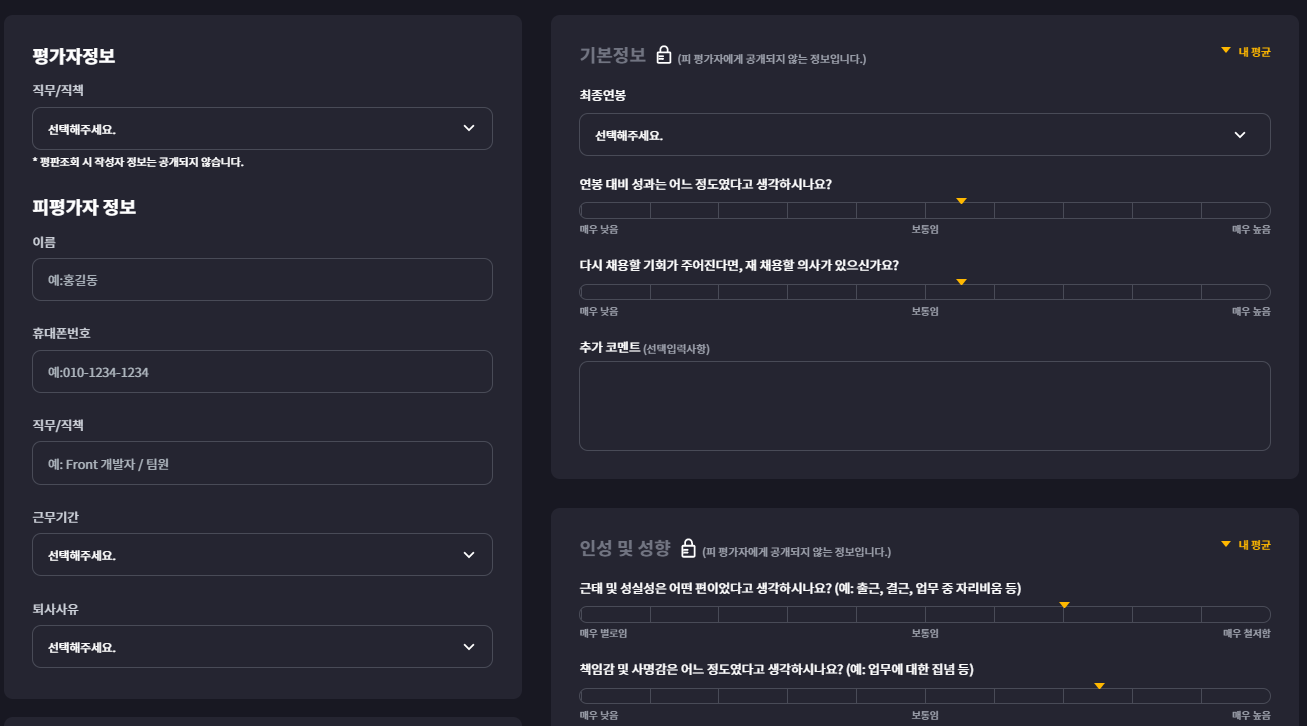 평가자정보
직무/직책
선택해주세요.
* 평판조회 시 작성자 정보는 공개되지 않습니다.
피평가자 정보
이름
예:홍길동
휴대폰번호
예:010-1234-1234
직무/직책
예: Front 개발자 / 팀원
근무기간
선택해주세요.
퇴사사유
선택해주세요.
기본정보 (피 평가자에게 공개되지 않는 정보입니다.)
내 평균
최종연봉
선택해주세요.
연봉 대비 성과는 어느 정도였다고 생각하시나요?
매우 낮음 보통임 매우 높음
다시 채용할 기회가 주어진다면, 재 채용할 의사가 있으신가요?
매우 낮음 보통임 매우 높음
추가 코멘트 (선택입력사항)
인성 및 성향 (피 평가자에게 공개되지 않는 정보입니다.)
내 평균
근태 및 성실성은 어떤 편이었다고 생각하시나요? (예: 출근, 결근, 업무 중 자리비움 등)
매우 별로임 보통임 매우 철저함
책임감 및 사명감은 어느 정도였다고 생각하시나요? (예: 업무에 대한 집념 등)
매우 낮음 보통임 매우 높음